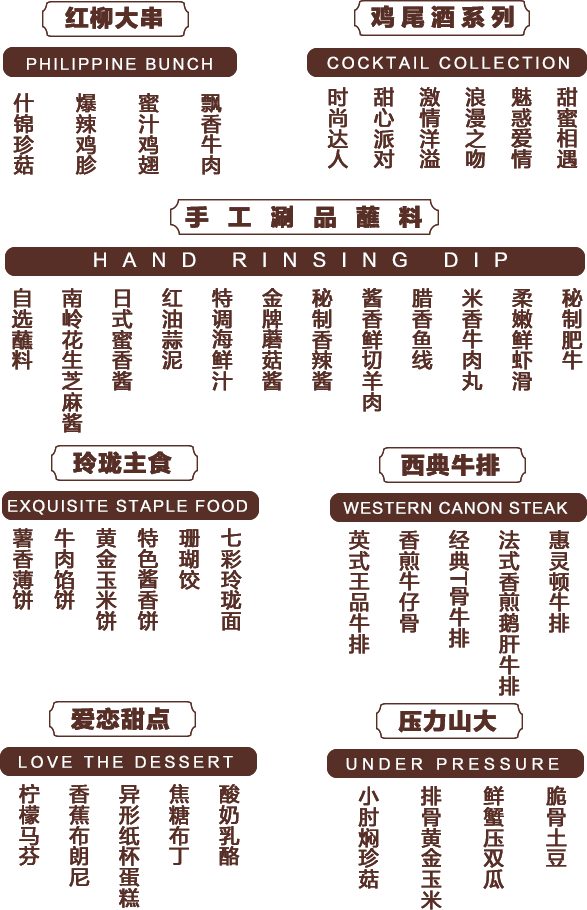 红柳大串
PHILIPPINE BUNCH
什锦珍菇
爆辣鸡胗
蜜汁鸡翅
飘香牛肉
鸡尾酒系列
COCKTAIL COLLECTION
时尚达人
甜心派对
激情洋溢
浪漫之吻
魅惑爱情
甜蜜相遇
手工涮品蘸料
HAND RINSING DIP
自选蘸料
南岭花生芝麻酱
日式蜜香酱
红油蒜泥
特调海鲜汁
金牌蘑菇酱
秘制香辣酱
酱香鲜切羊肉
腊香鱼线
米香牛肉丸
柔嫩鲜虾滑
秘制肥牛
玲珑主食
EXQUISITE STAPLE FOOD
薯香薄饼
牛肉馅饼
黄金玉米饼
特色酱香饼
珊瑚饺
七彩玲珑面
西典牛排
WESTERN CANON STEAK
英式王品牛排
香煎牛仔骨
经典T骨牛排
法式香煎鹅肝牛排
惠灵顿牛排
爱恋甜点
LOVE THE DESSERT
柠檬马芬
香蕉布朗尼
异形纸杯蛋糕
焦糖布丁
酸奶乳酪
压力山大
UNDER PRESSURE
小肘焖珍菇
排骨黄金玉米
鲜蟹压双瓜
脆骨土豆